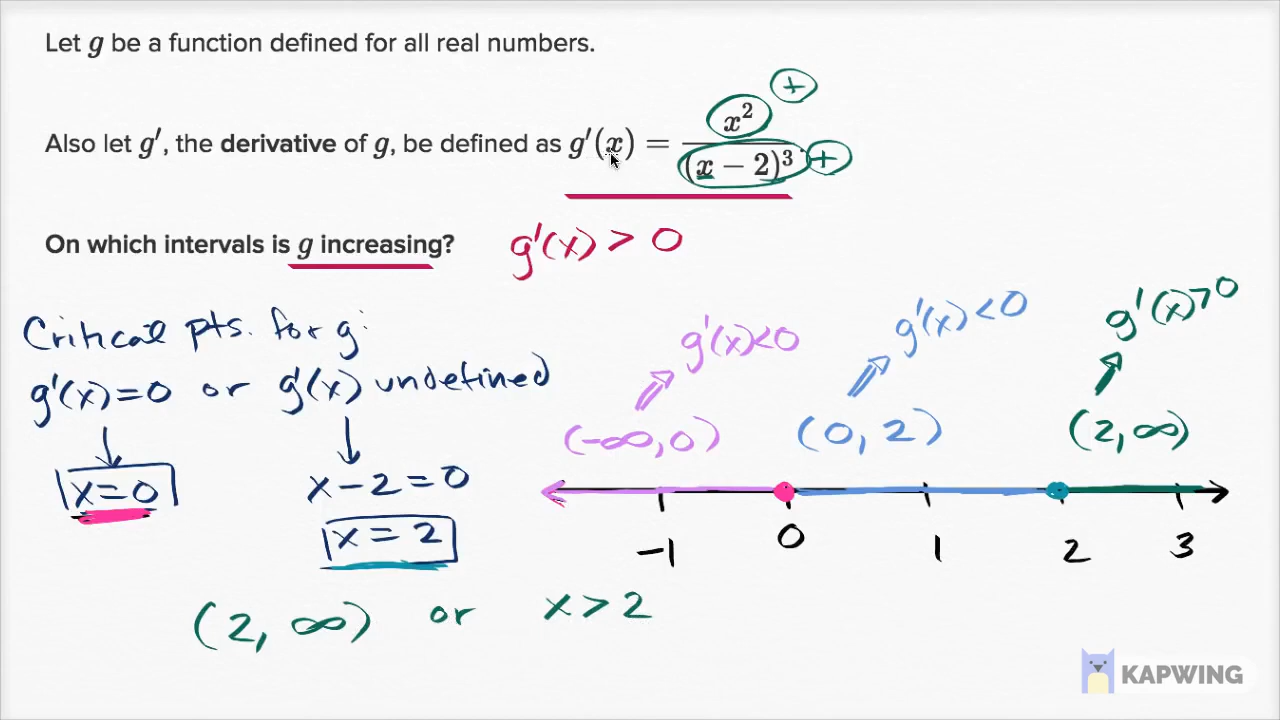 Let g be a function defined for all real numbers.
Also let g′, the derivative of g, be defined as g′(x) = x² / (x − 2)³.
+
+
On which intervals is g increasing?
g'(x) > 0
Critical pts. for g:
g'(x)=0 or g'(x) undefined
x=0
x-2=0
x=2
g'(x)<0
g'(x)<0
g'(x)>0
(-∞,0)
(0,2)
(2,∞)
-1 0 1 2 3
(2, ∞) or x>2
KAPWING